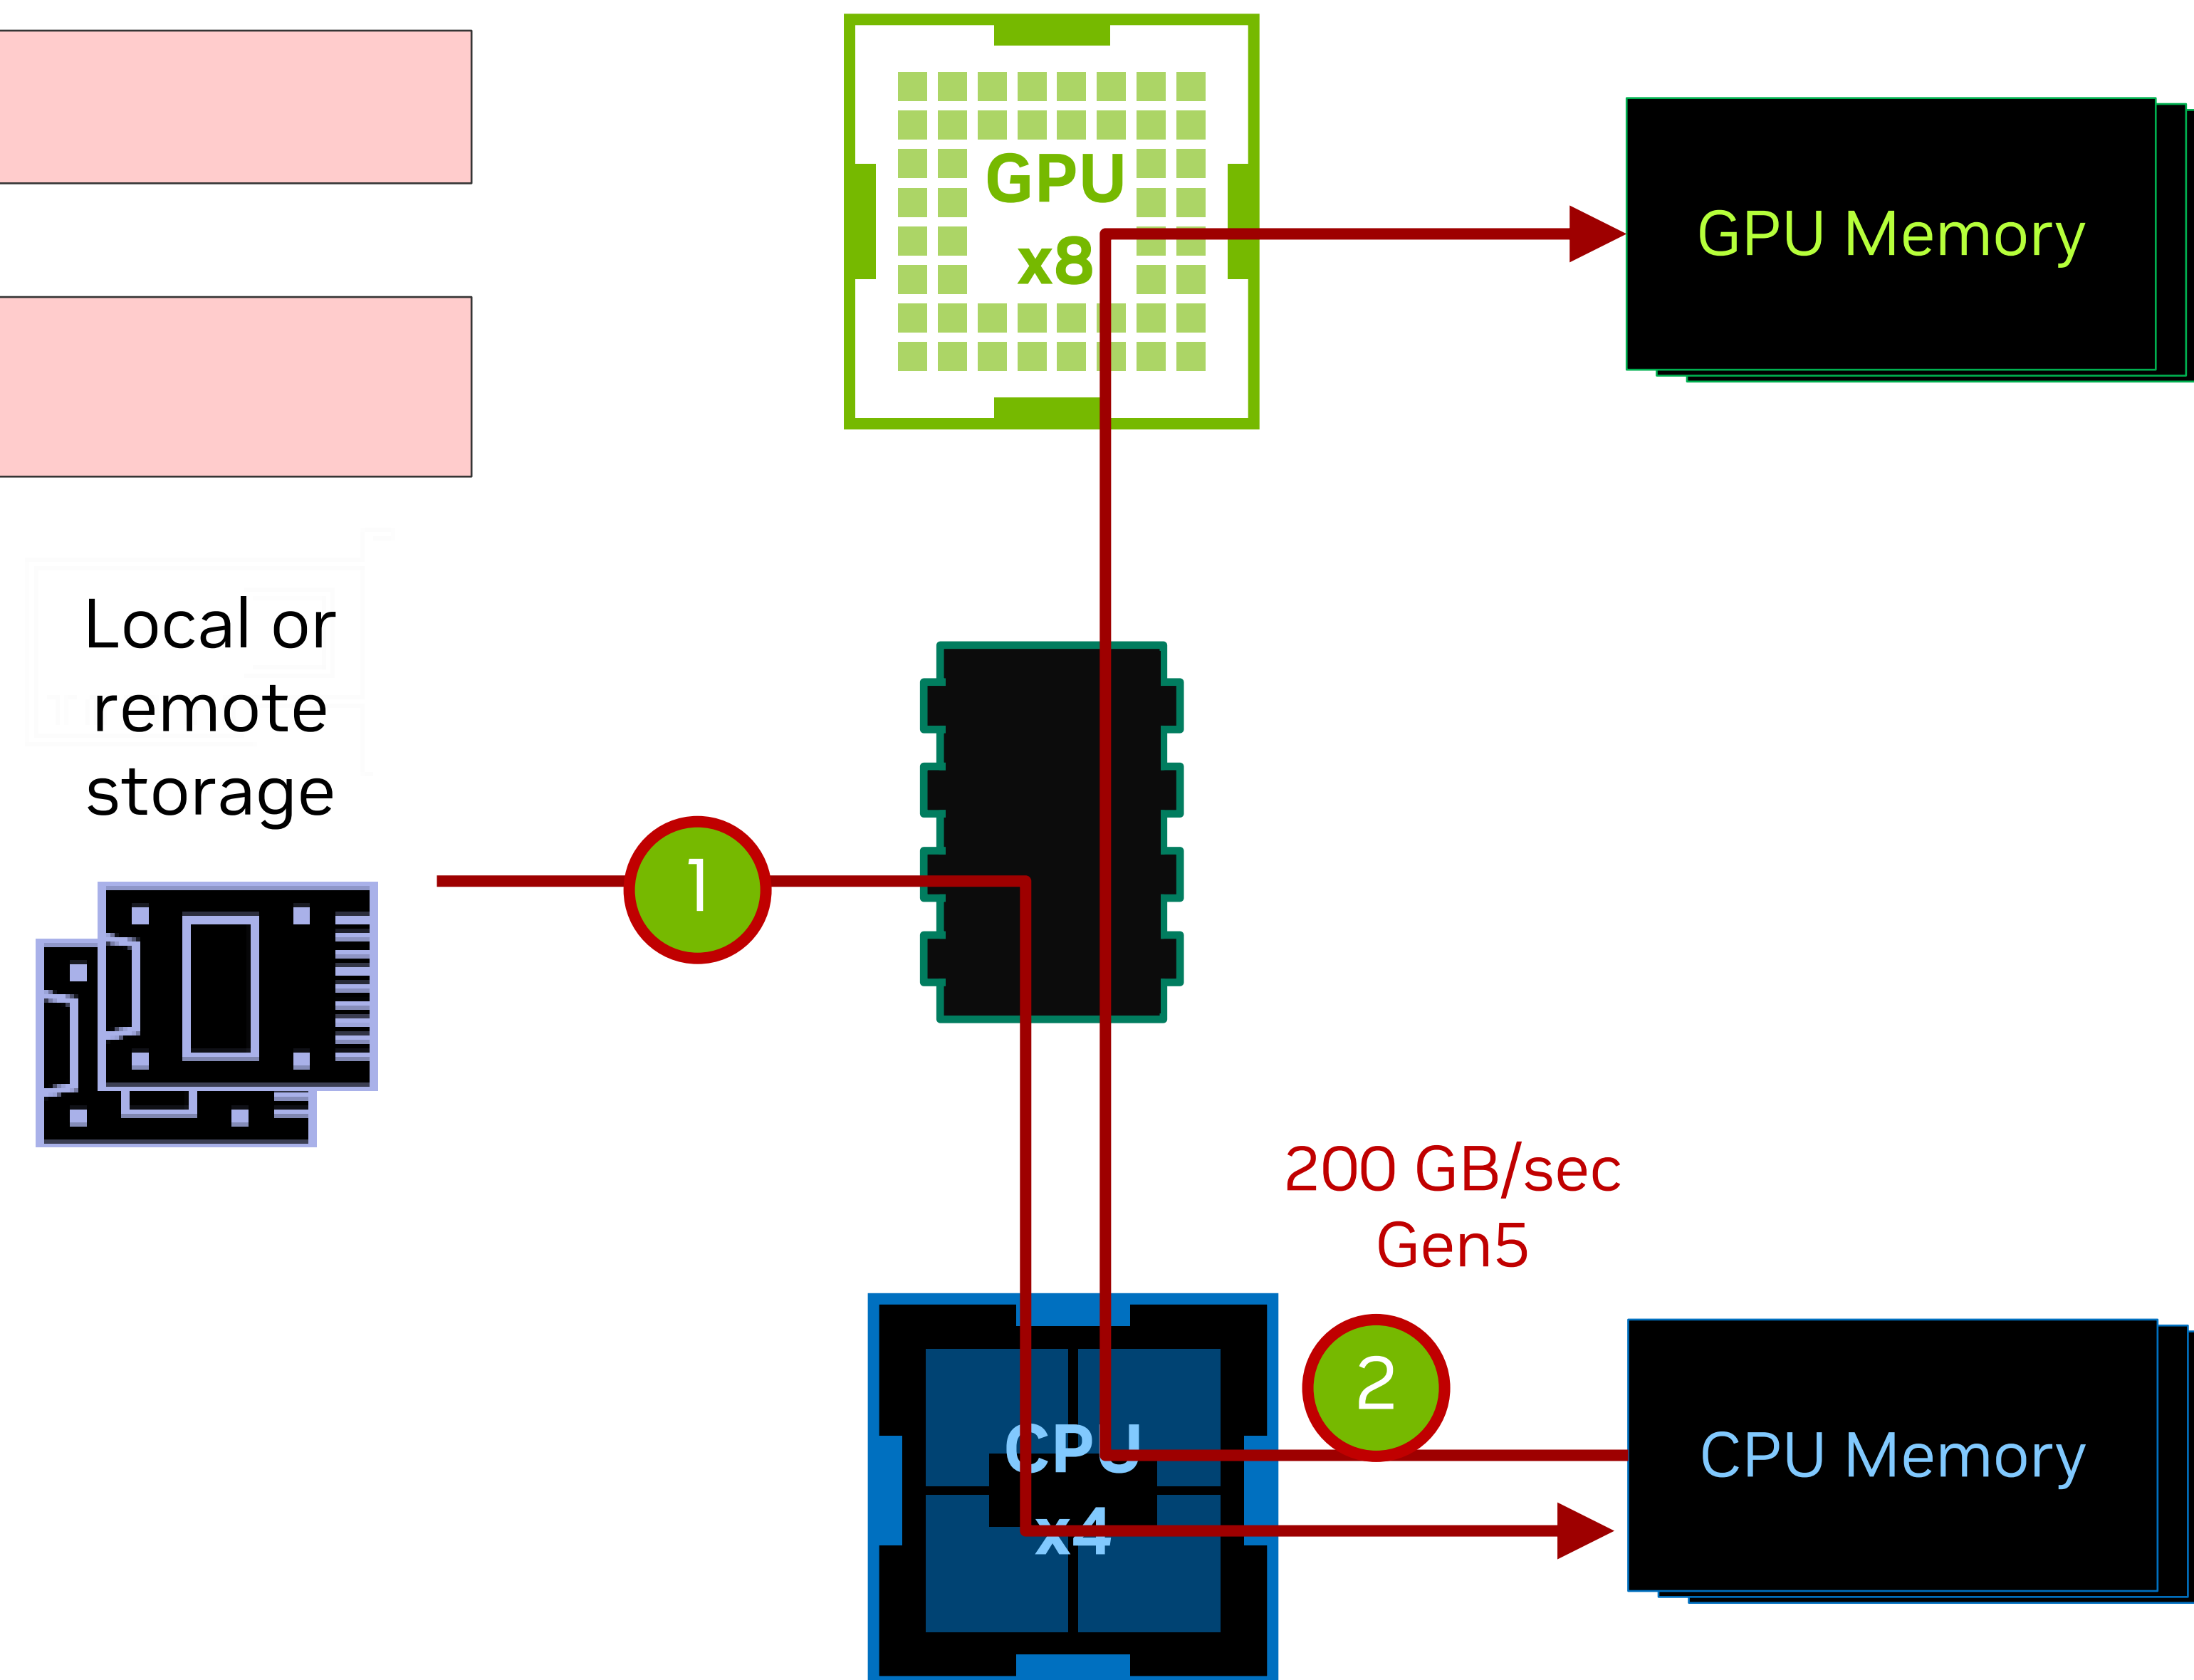 GPU
x8
GPU Memory
Local or
remote
storage
1
200 GB/sec
Gen5
2
CPU
x4
CPU Memory